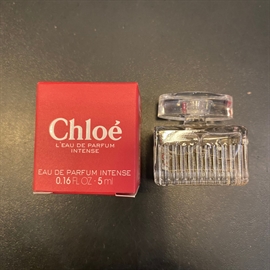 Chloé
L'EAU DE PARFUM
INTENSE
EAU DE PARFUM INTENSE
0.16 FL OZ - 5 ml